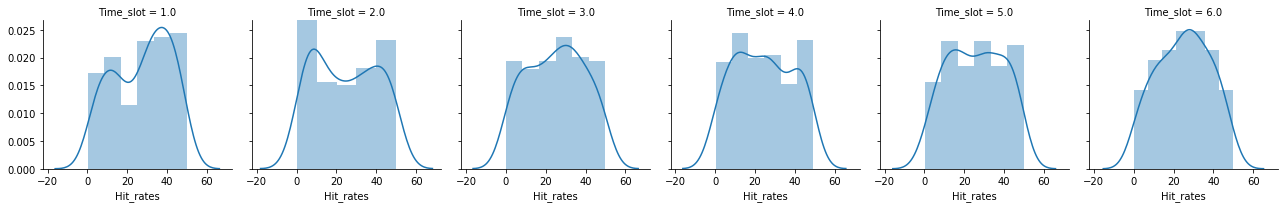 Time_slot = 1.0 Time_slot = 2.0 Time_slot = 3.0 Time_slot = 4.0 Time_slot = 5.0 Time_slot = 6.0
0.025
0.020
0.015
0.010
0.005
0.000
−20 0 20 40 60 −20 0 20 40 60 −20 0 20 40 60 −20 0 20 40 60 −20 0 20 40 60 −20 0 20 40 60
Hit_rates Hit_rates Hit_rates Hit_rates Hit_rates Hit_rates